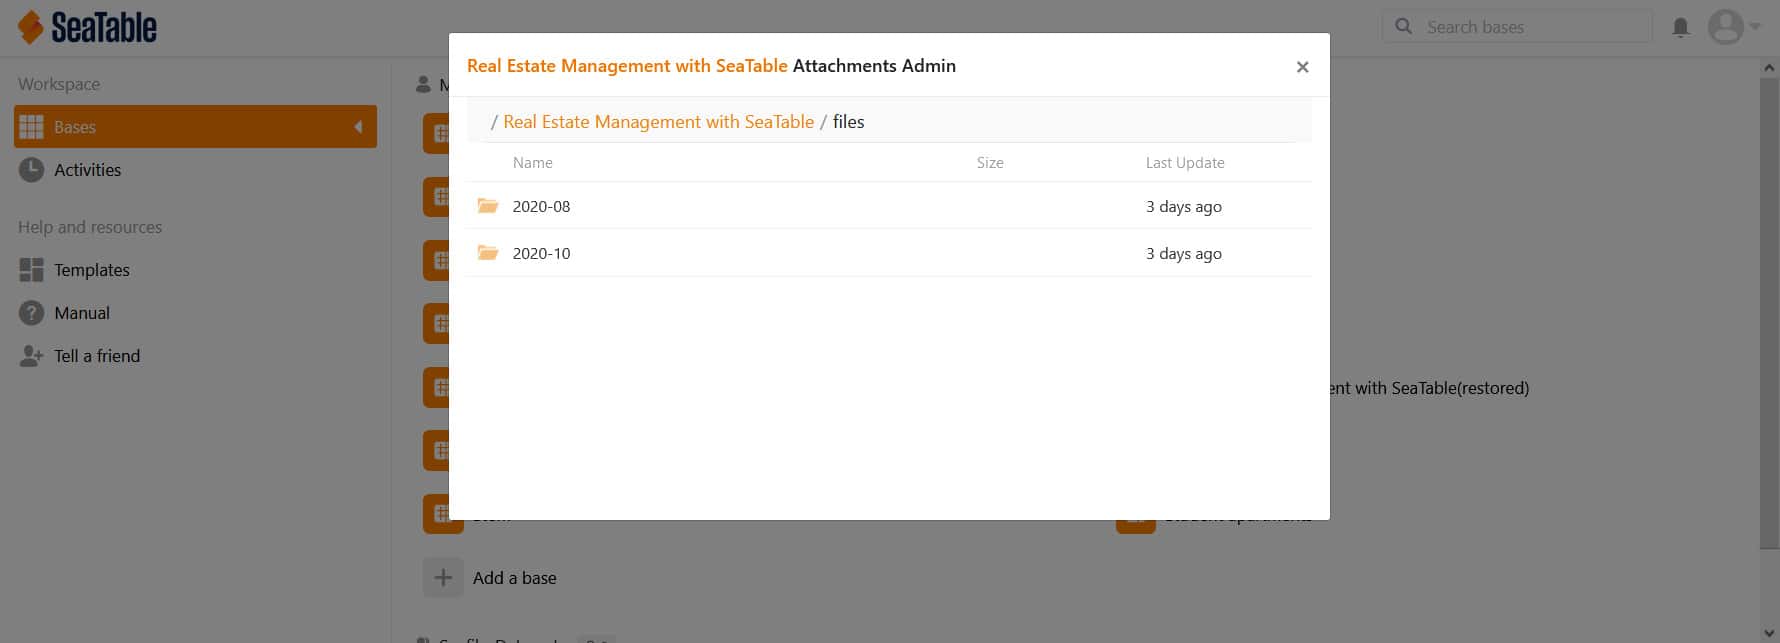 SeaTable
Search bases
Workspace
Bases
Activities
Help and resources
Templates
Manual
Tell a friend
Real Estate Management with SeaTable Attachments Admin
×
/ Real Estate Management with SeaTable / files
Name Size Last Update
2020-08 3 days ago
2020-10 3 days ago
with SeaTable(restored)
Add a base